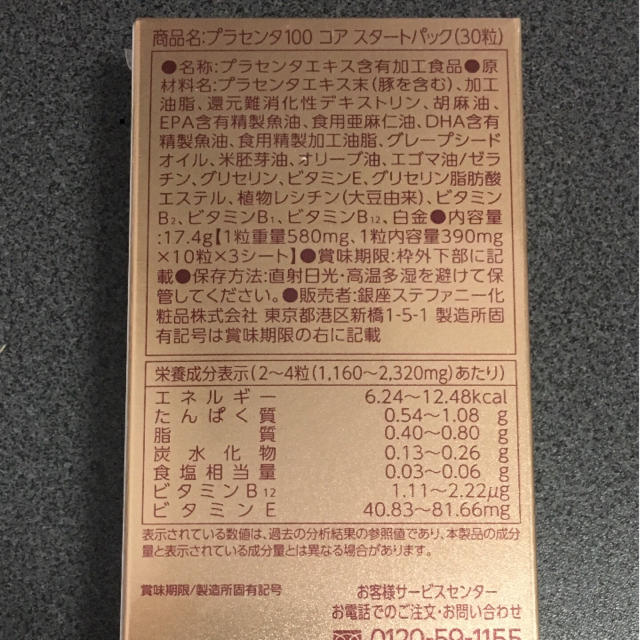 商品名:プラセンタ100 コア スタートパック(30粒)
●名称:プラセンタエキス含有加工食品●原
材料名:プラセンタエキス末(豚を含む)、加工
油脂、還元難消化性デキストリン、胡麻油、
EPA含有精製魚油、食用亜麻仁油、DHA含有
精製魚油、食用精製加工油脂、グレープシード
オイル、米胚芽油、オリーブ油、エゴマ油/ゼラ
チン、グリセリン、ビタミンE、グリセリン脂肪酸
エステル、植物レシチン(大豆由来)、ビタミン
B2、ビタミンB1、ビタミンB12、白金●内容量
:17.4g【1粒重量580mg、1粒内容量390mg
×10粒×3シート】●賞味期限:枠外下部に記
載●保存方法:直射日光・高温多湿を避けて保
管してください。●販売者:銀座ステファニー化
粧品株式会社 東京都港区新橋1-5-1 製造所固
有記号は賞味期限の右に記載
栄養成分表示(2〜4粒(1,160〜2,320mg)あたり)
エネルギー 6.24〜12.48kcal
たんぱく質 0.54〜1.08 g
脂質 0.40〜0.80 g
炭水化物 0.13〜0.26 g
食塩相当量 0.03〜0.06 g
ビタミンB12 1.11〜2.22μg
ビタミンE 40.83〜81.66mg
表示されている数値は、過去の分析結果の参照値であり、本製品の成分
量と表示されている成分量とは異なる場合があります。
賞味期限/製造所固有記号
お客様サービスセンター
お電話でのご注文・お問い合わせ
0120-59-1155